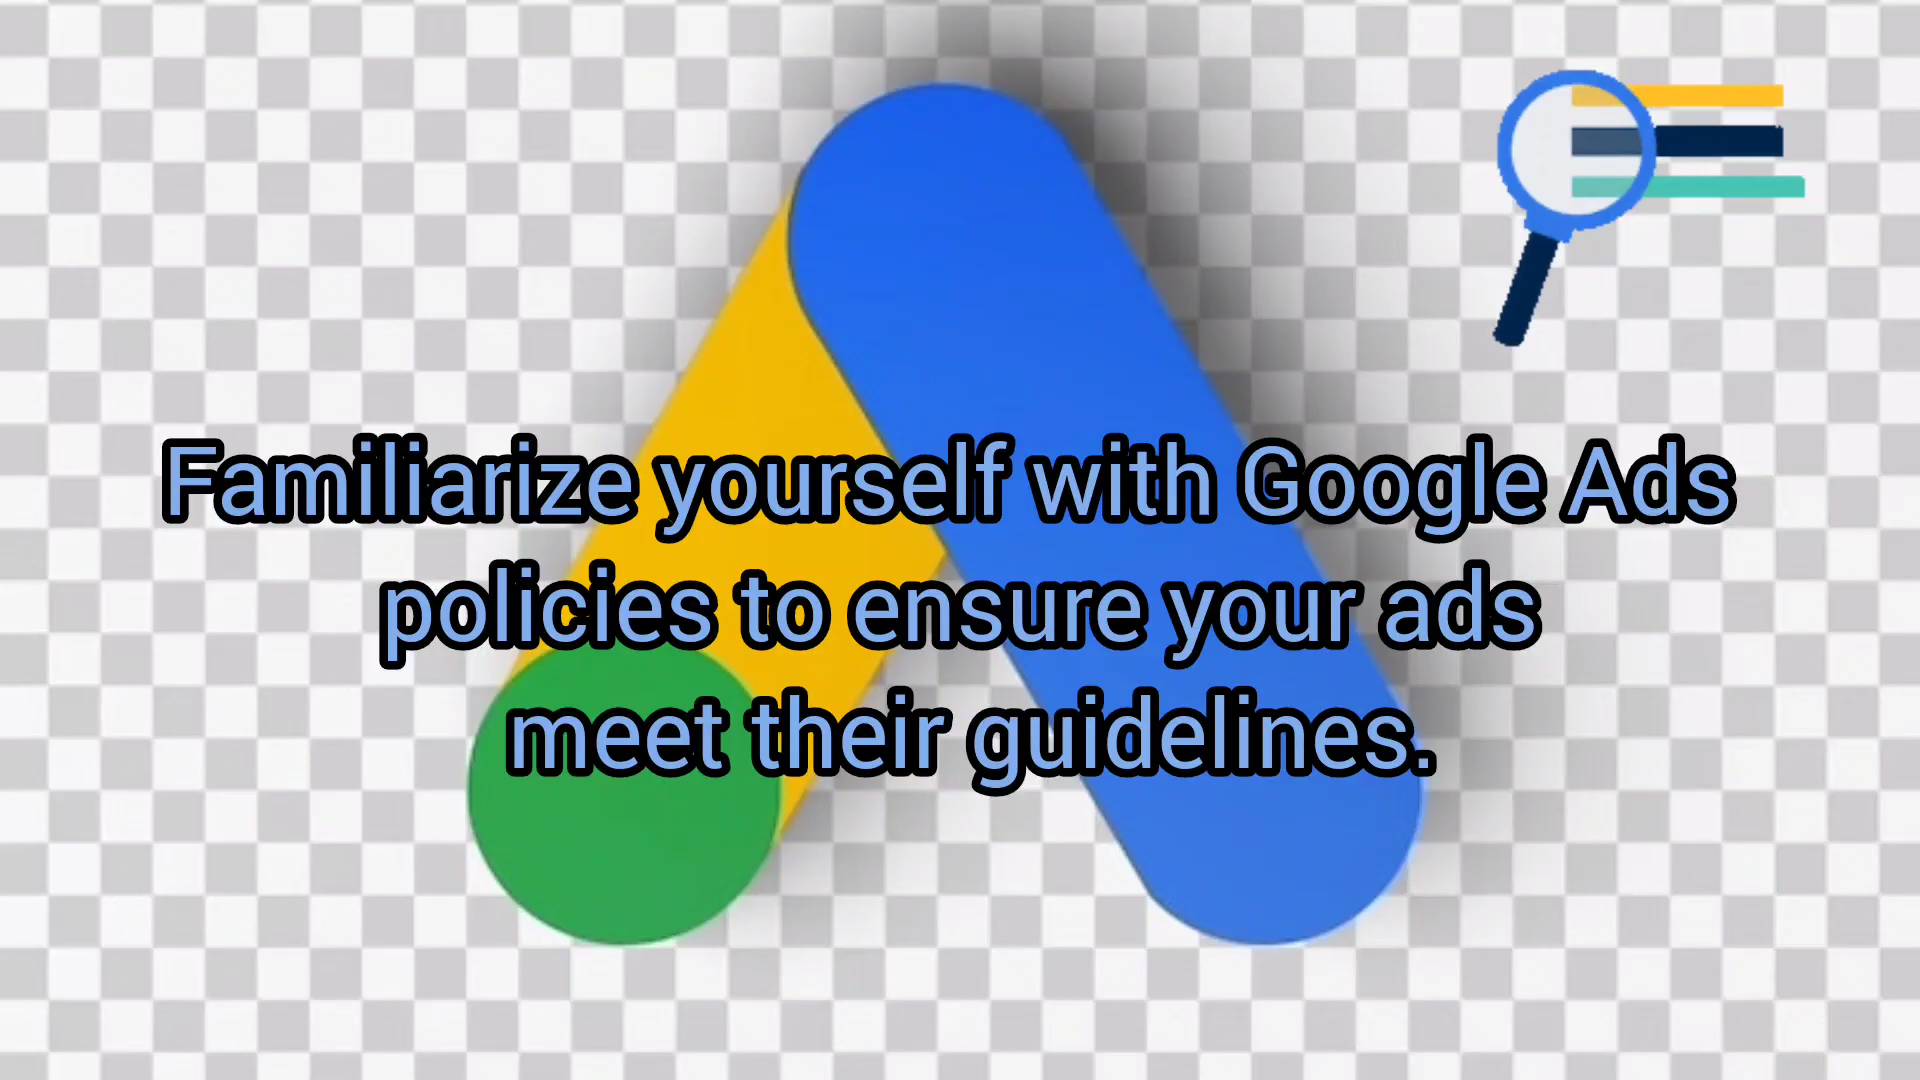 Familiarize yourself with Google Ads
policies to ensure your ads
meet their guidelines.